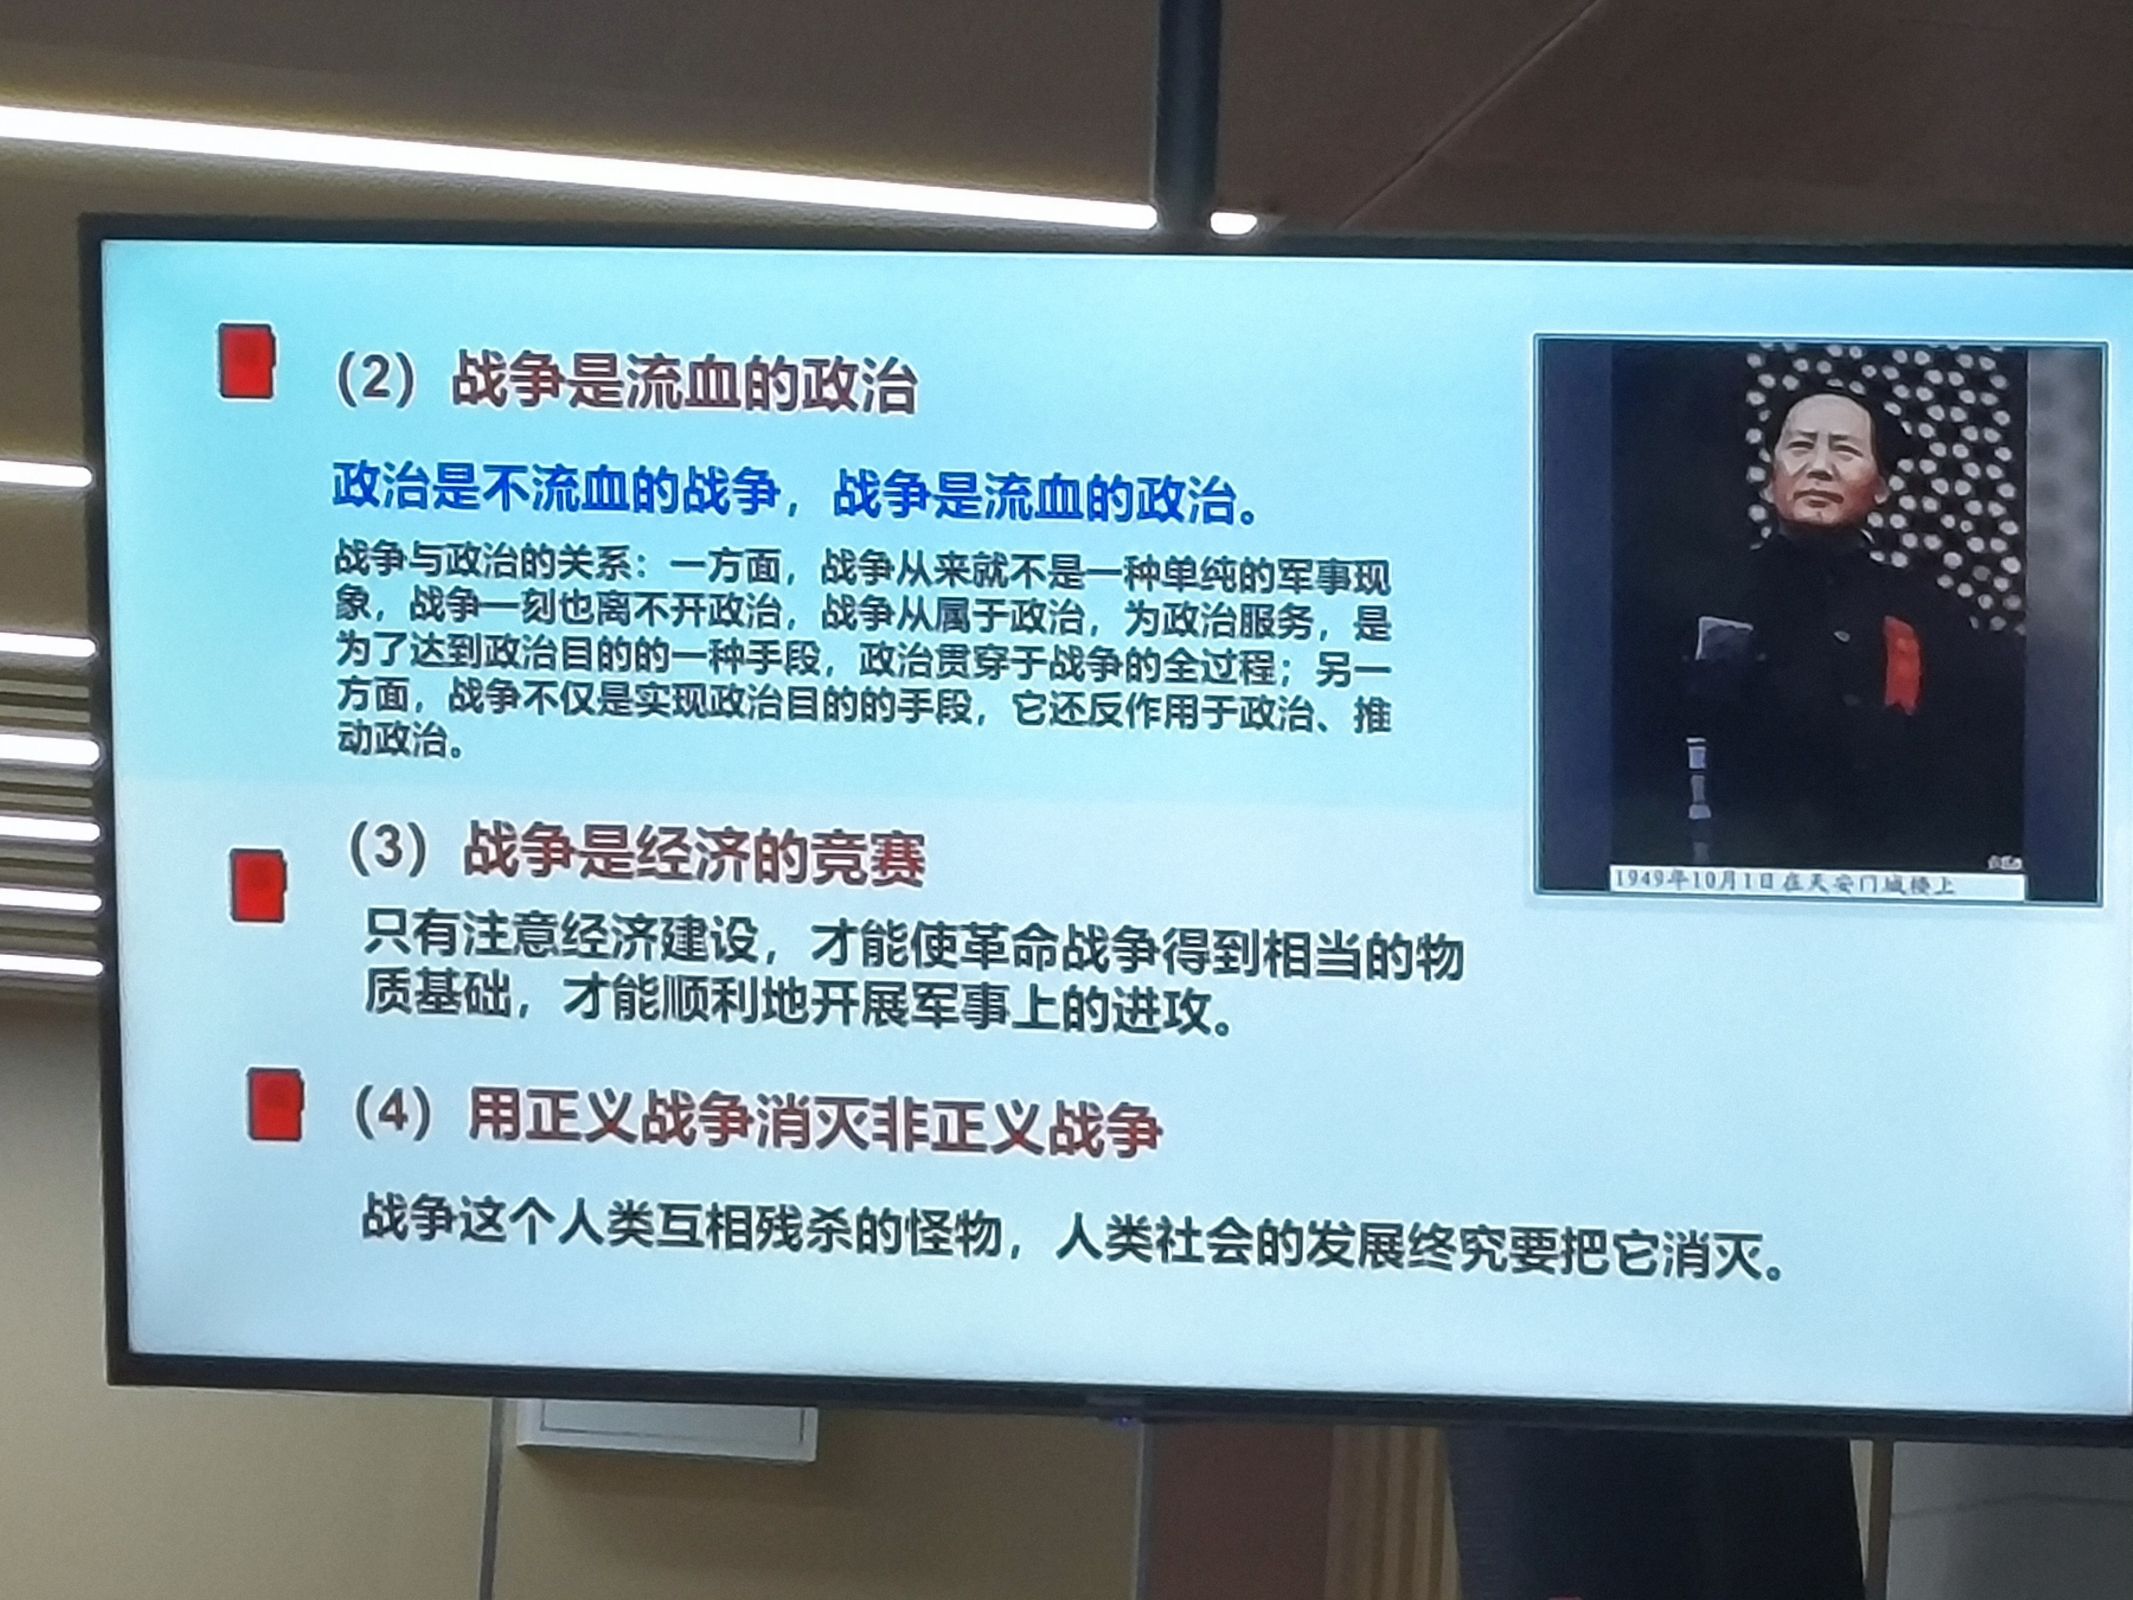 (2) 战争是流血的政治
政治是不流血的战争，战争是流血的政治。
战争与政治的关系：一方面，战争从来就不是一种单纯的军事现
象，战争一刻也离不开政治，战争从属于政治，为政治服务，是
为了达到政治目的的一种手段，政治贯穿于战争的全过程；另一
方面，战争不仅是实现政治目的的手段，它还反作用于政治、推
动政治。
1949年10月1日在天安门城楼上
(3) 战争是经济的竞赛
只有注意经济建设，才能使革命战争得到相当的物
质基础，才能顺利地开展军事上的进攻。
(4) 用正义战争消灭非正义战争
战争这个人类互相残杀的怪物，人类社会的发展终究要把它消灭。